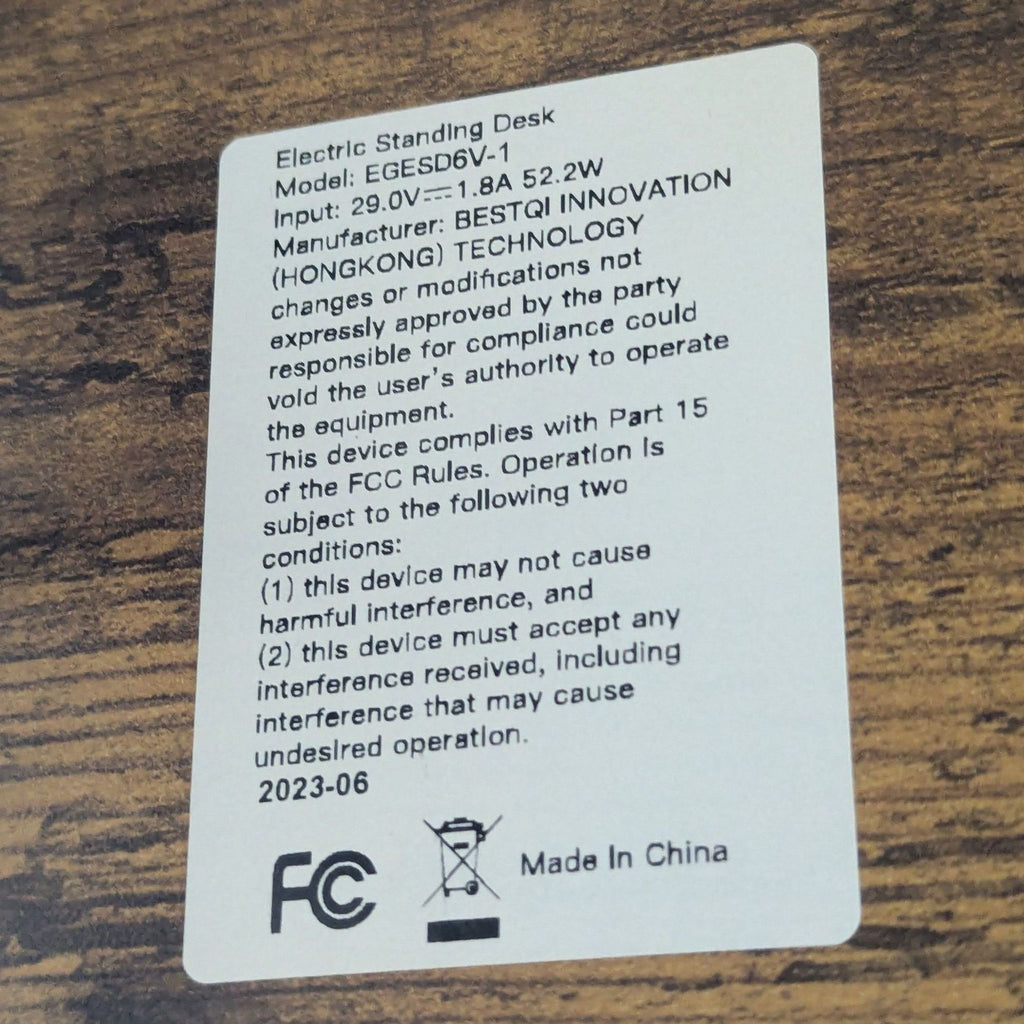 Electric Standing Desk
Model: EGESD6V-1
Input: 29.0V⎓1.8A 52.2W
Manufacturer: BESTQI INNOVATION
(HONGKONG) TECHNOLOGY
changes or modifications not
expressly approved by the party
responsible for compliance could
void the user's authority to operate
the equipment.
This device complies with Part 15
of the FCC Rules. Operation is
subject to the following two
conditions:
(1) this device may not cause
harmful interference, and
(2) this device must accept any
interference received, including
interference that may cause
undesired operation.
2023-06
FC Made In China